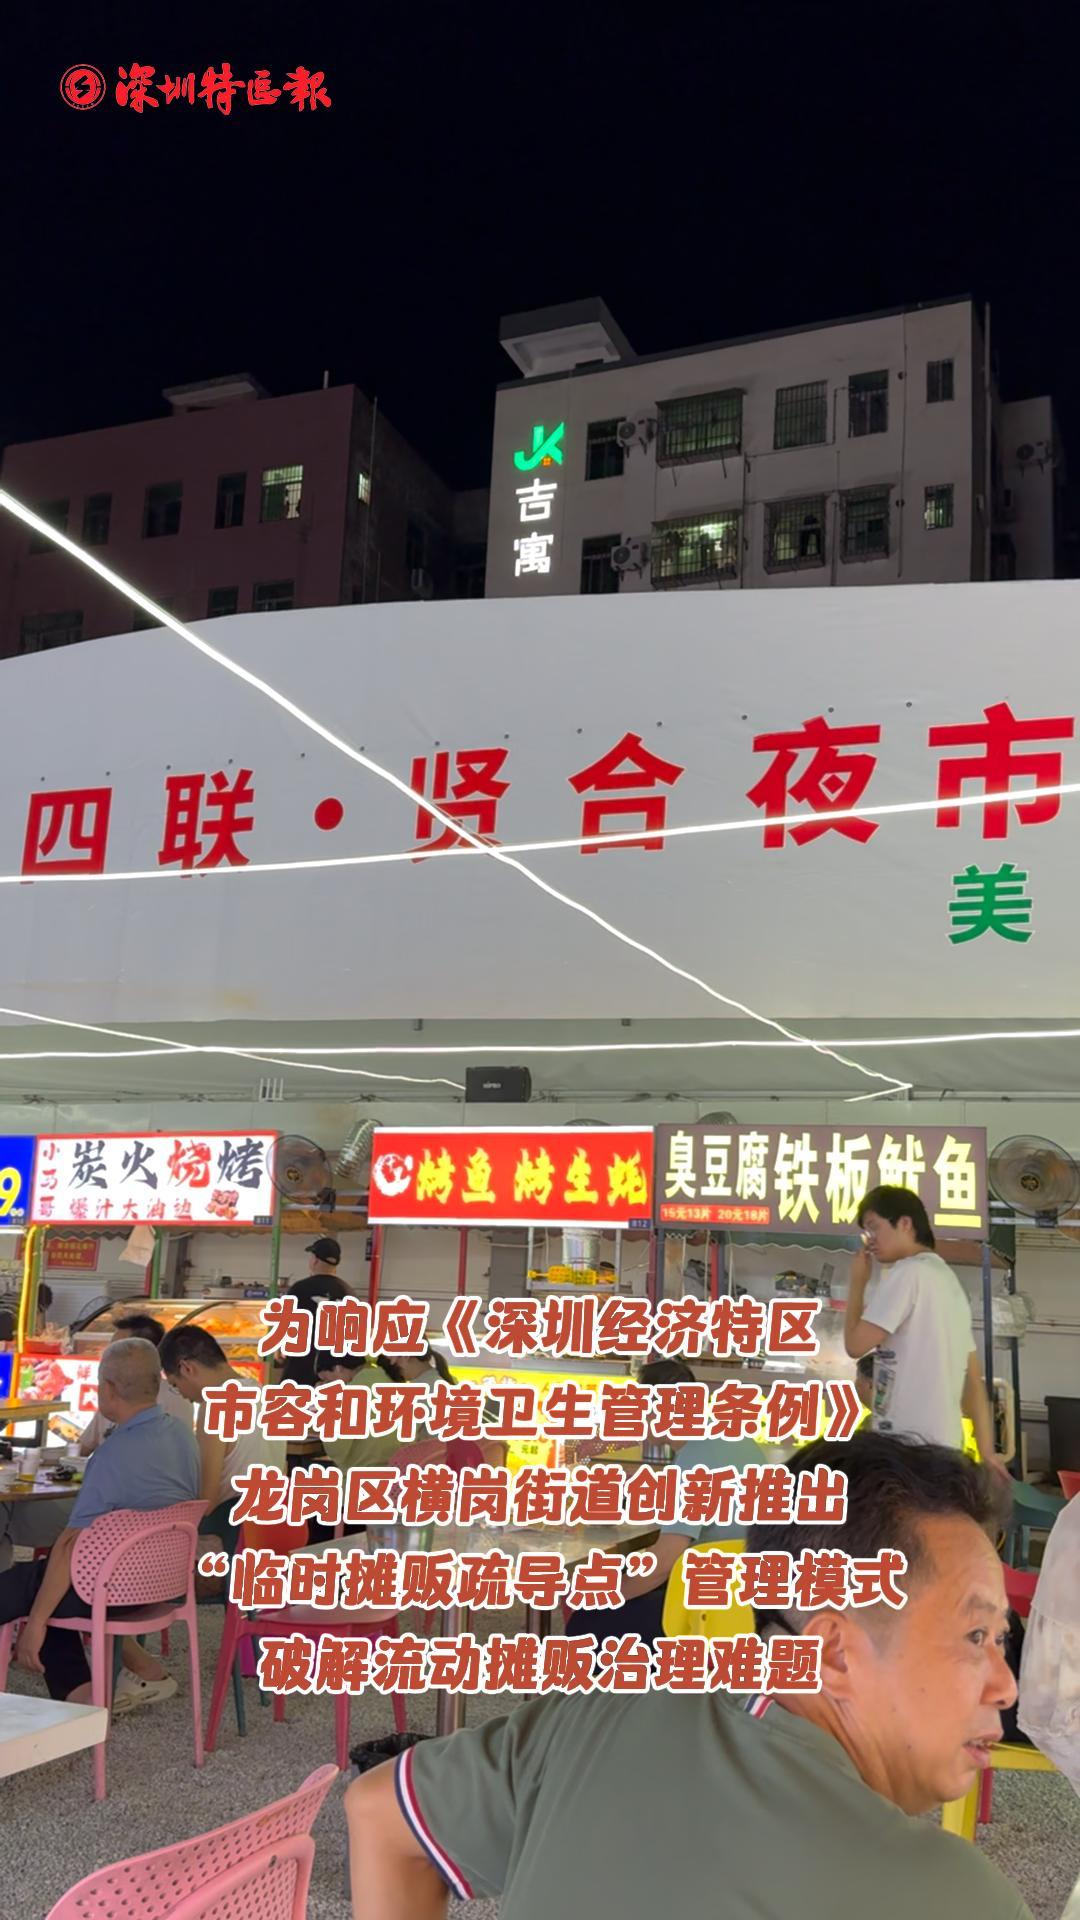 深圳特区報
JK
吉寓
四联·贤合夜市
美
小马哥
炭火烧烤
爆汁大油边
烤鱼 烤生蚝
812
臭豆腐
铁板鱿鱼
15元13片 20元18片
9
为响应《深圳经济特区
市容和环境卫生管理条例》
龙岗区横岗街道创新推出
“临时摊贩疏导点”管理模式
破解流动摊贩治理难题